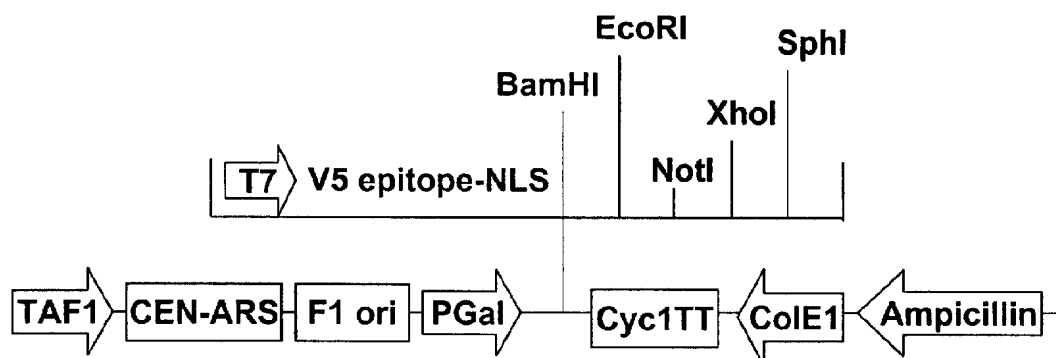 EcoRI
SphI
BamHI
XhoI
T7 V5 epitope-NLS NotI
TAF1 CEN-ARS F1 ori PGal Cyc1TT ColE1 Ampicillin